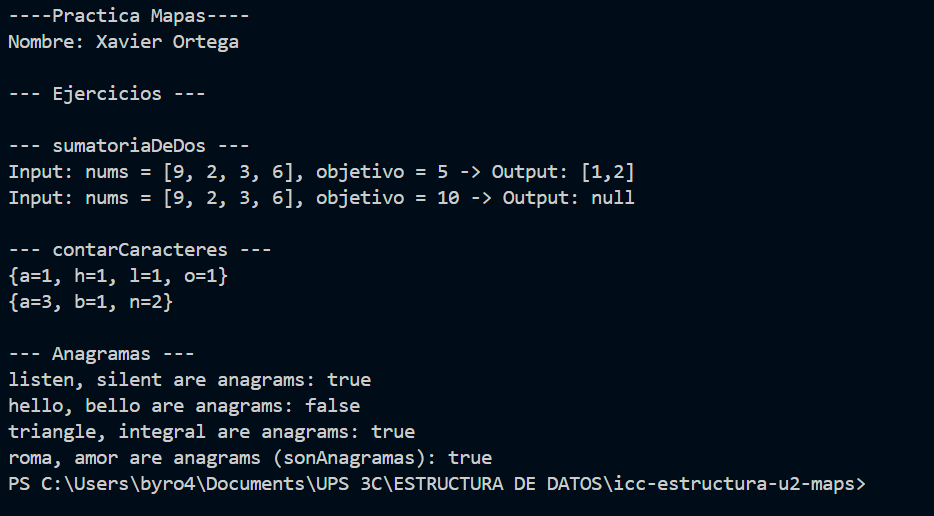 ----Practica Mapas----
Nombre: Xavier Ortega
--- Ejercicios ---
--- sumatoriaDeDos ---
Input: nums = [9, 2, 3, 6], objetivo = 5 -> Output: [1,2]
Input: nums = [9, 2, 3, 6], objetivo = 10 -> Output: null
--- contarCaracteres ---
{a=1, h=1, l=1, o=1}
{a=3, b=1, n=2}
--- Anagramas ---
listen, silent are anagrams: true
hello, bello are anagrams: false
triangle, integral are anagrams: true
roma, amor are anagrams (sonAnagramas): true
PS C:\Users\byro4\Documents\UPS 3C\ESTRUCTURA DE DATOS\icc-estructura-u2-maps>